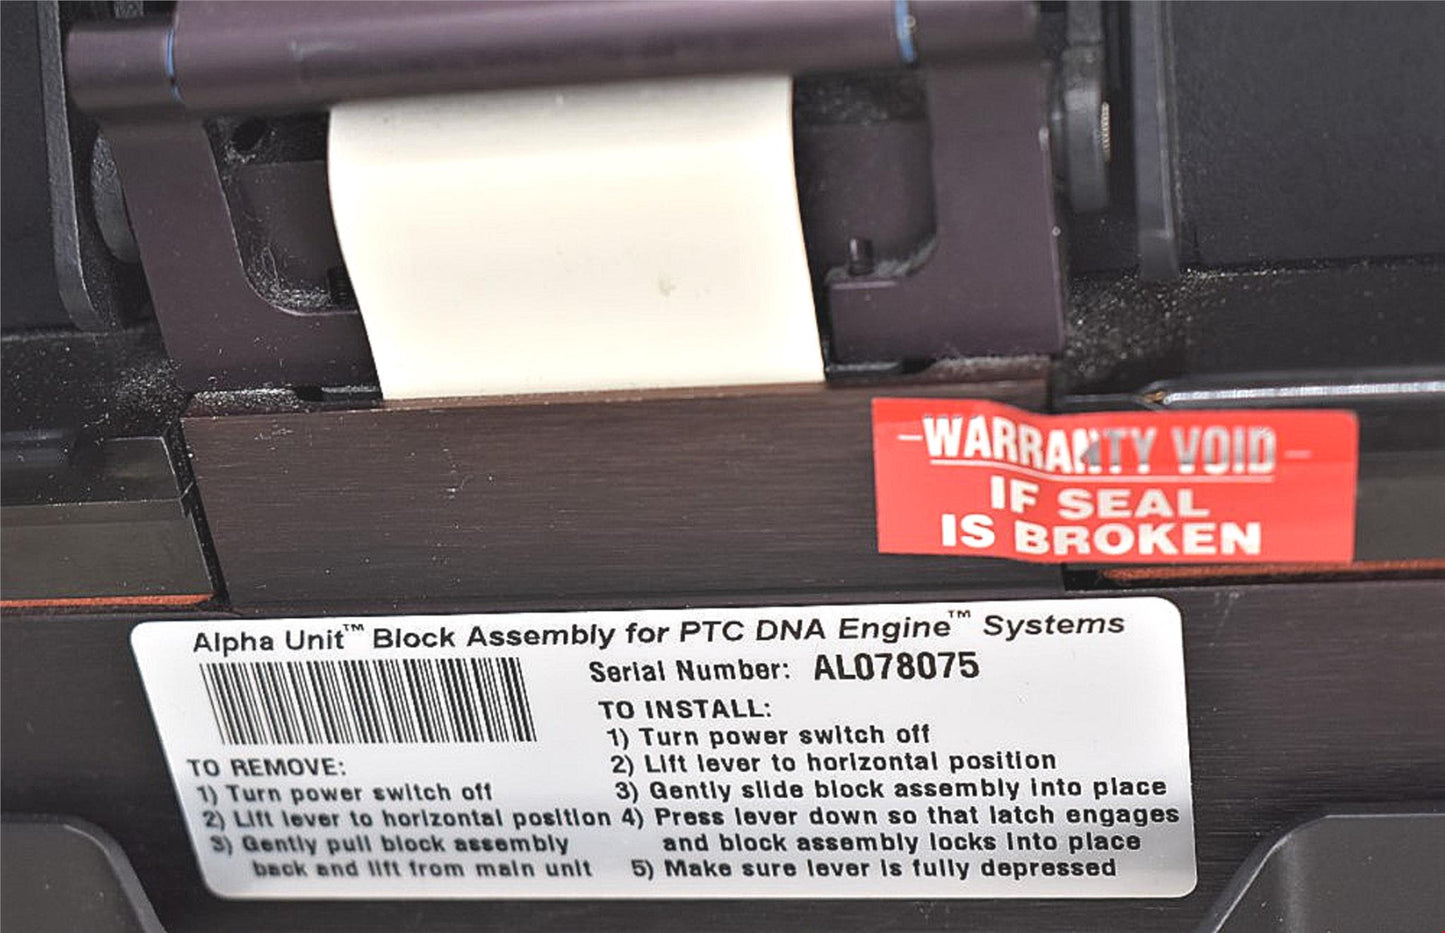 -WARRANTY VOID-
IF SEAL
IS BROKEN
Alpha Unit™ Block Assembly for PTC DNA Engine™ Systems
Serial Number: AL078075
TO REMOVE:
1) Turn power switch off
2) Lift lever to horizontal position
3) Gently pull block assembly
back and lift from main unit
TO INSTALL:
1) Turn power switch off
2) Lift lever to horizontal position
3) Gently slide block assembly into place
4) Press lever down so that latch engages
and block assembly locks into place
5) Make sure lever is fully depressed